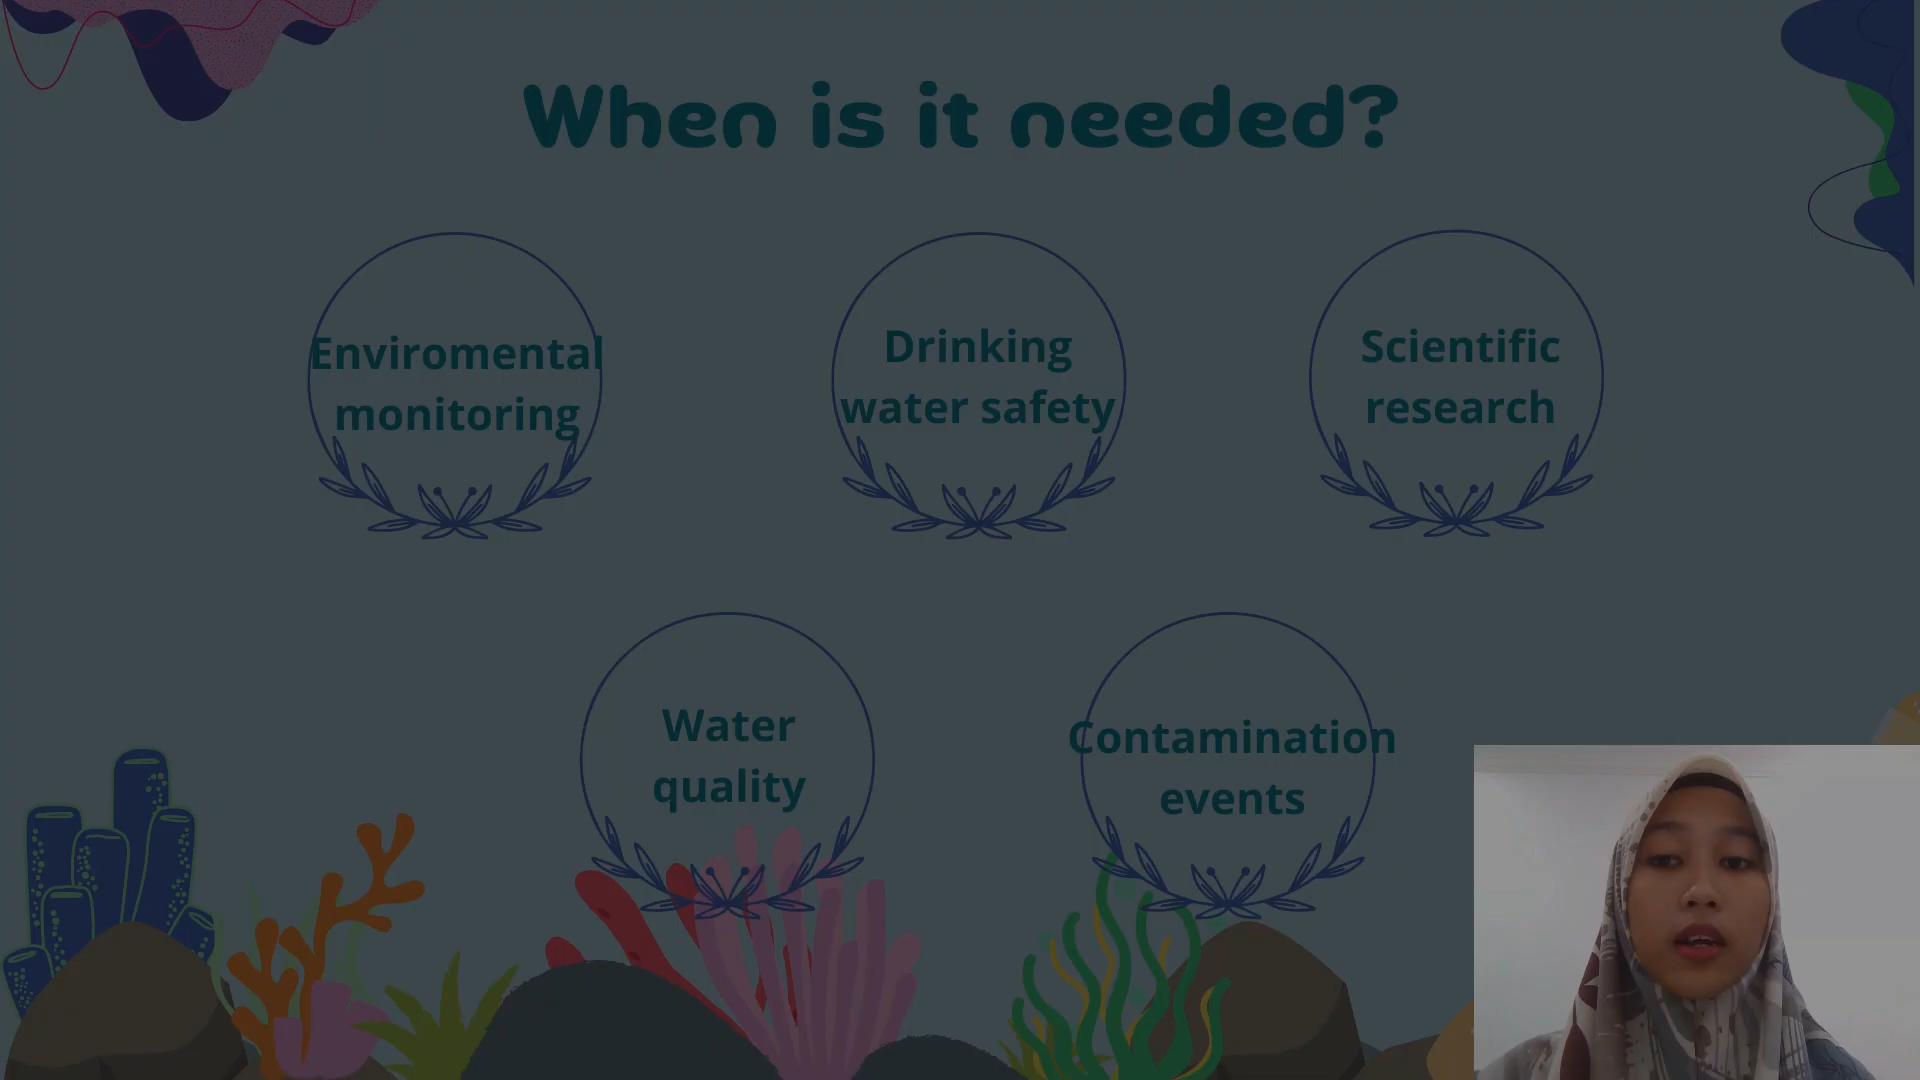 When is it needed?
Enviromental
monitoring
Drinking
water safety
Scientific
research
Water
quality
Contamination
events